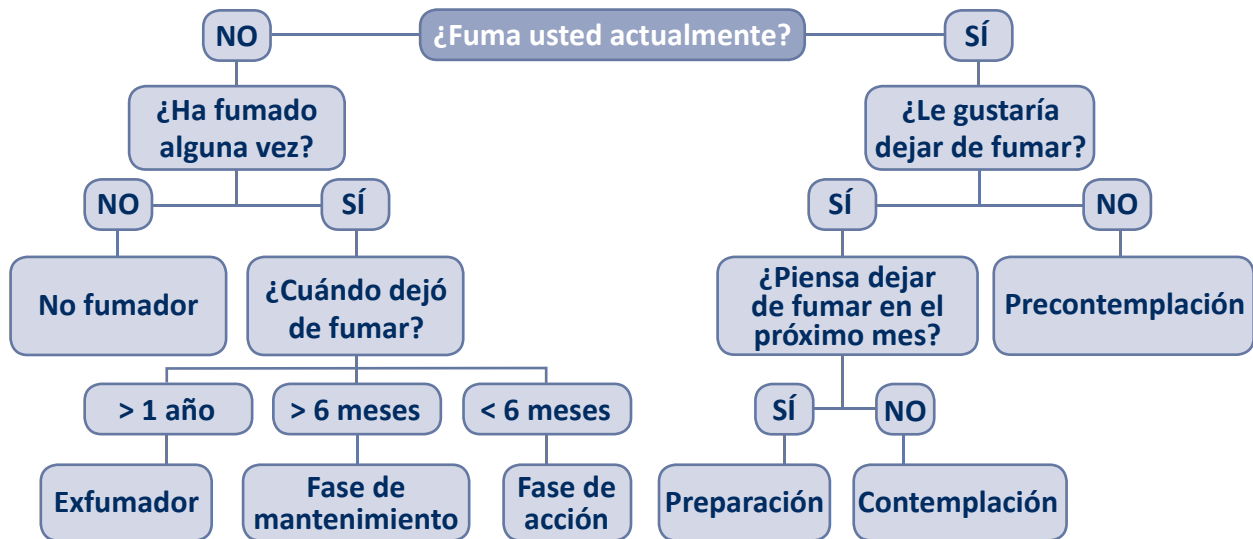 NO
¿Fuma usted actualmente?
SÍ
¿Ha fumado
alguna vez?
¿Le gustaría
dejar de fumar?
NO
SÍ
SÍ
NO
No fumador
¿Cuándo dejó
de fumar?
¿Piensa dejar
de fumar en el
próximo mes?
Precontemplación
> 1 año
> 6 meses
< 6 meses
SÍ
NO
Exfumador
Fase de
mantenimiento
Fase de
acción
Preparación
Contemplación